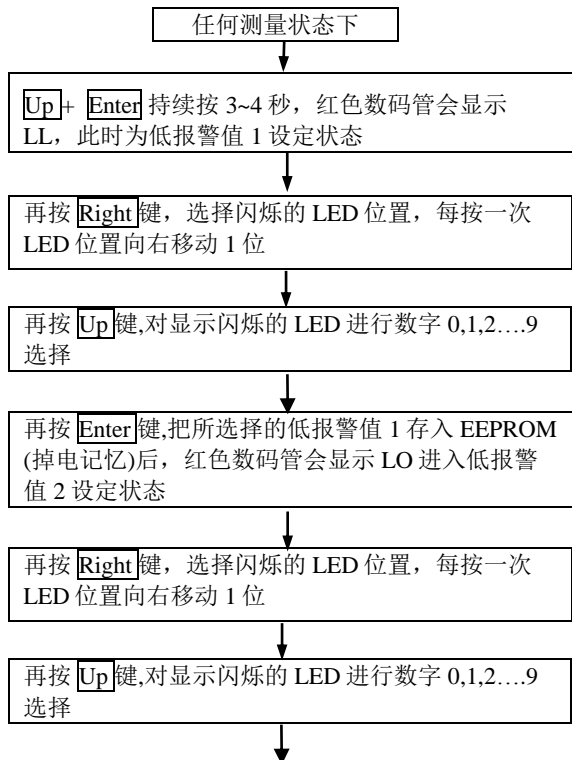 任何测量状态下
Up + Enter 持续按 3~4 秒，红色数码管会显示
LL，此时为低报警值 1 设定状态
再按 Right 键，选择闪烁的 LED 位置，每按一次
LED 位置向右移动 1 位
再按 Up 键,对显示闪烁的 LED 进行数字 0,1,2….9
选择
再按 Enter 键,把所选择的低报警值 1 存入 EEPROM
(掉电记忆)后，红色数码管会显示 LO 进入低报警
值 2 设定状态
再按 Right 键，选择闪烁的 LED 位置，每按一次
LED 位置向右移动 1 位
再按 Up 键,对显示闪烁的 LED 进行数字 0,1,2….9
选择